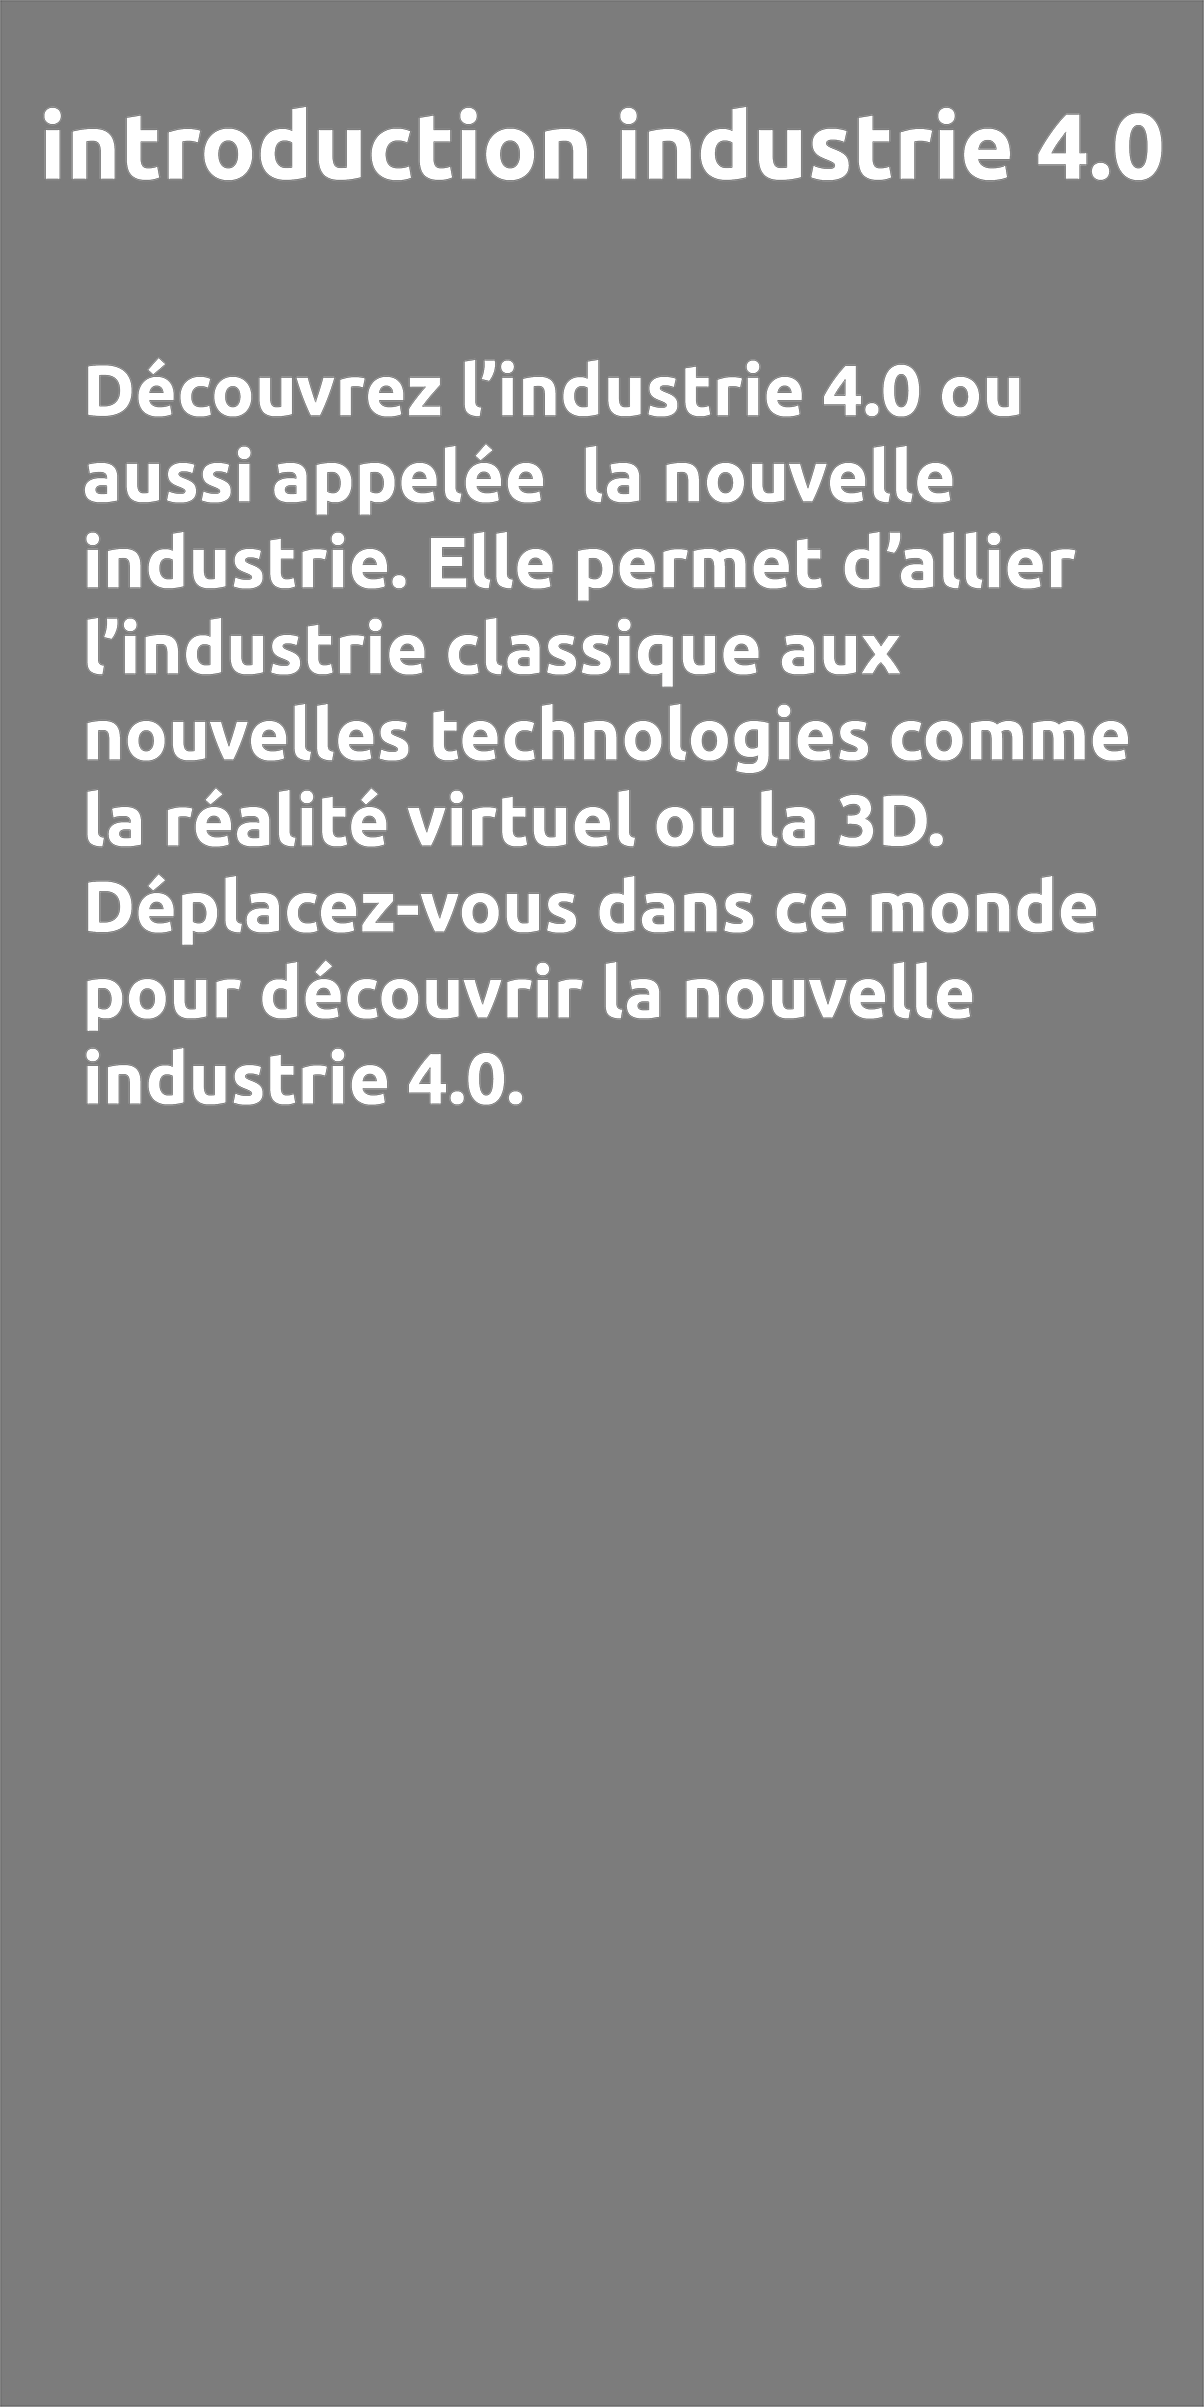 introduction industrie 4.0
Découvrez l’industrie 4.0 ou
aussi appelée  la nouvelle
industrie. Elle permet d’allier
l’industrie classique aux
nouvelles technologies comme
la réalité virtuel ou la 3D.
Déplacez-vous dans ce monde
pour découvrir la nouvelle
industrie 4.0.